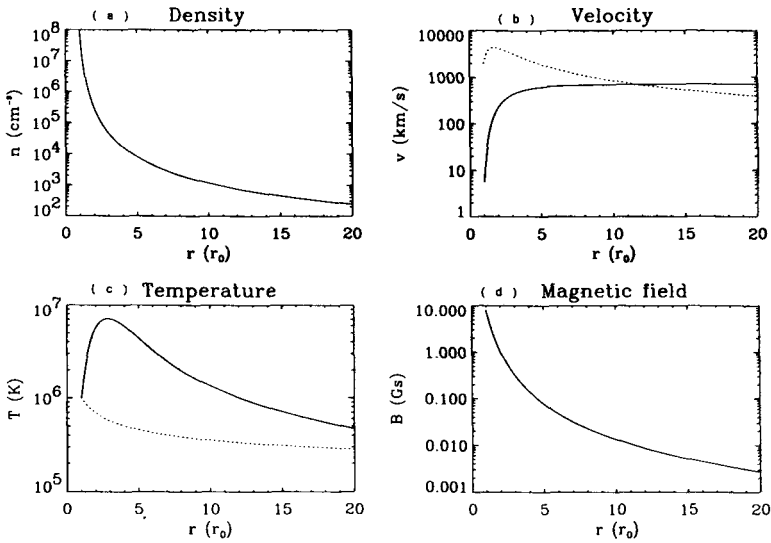 ( a ) Density
n (cm⁻³)
10⁸
10⁷
10⁶
10⁵
10⁴
10³
10²
0 5 10 15 20
r (r₀)
( b ) Velocity
v (km/s)
10000
1000
100
10
1
0 5 10 15 20
r (r₀)
( c ) Temperature
T (K)
10⁷
10⁶
10⁵
0 5 10 15 20
r (r₀)
( d ) Magnetic field
B (Gs)
10.000
1.000
0.100
0.010
0.001
0 5 10 15 20
r (r₀)